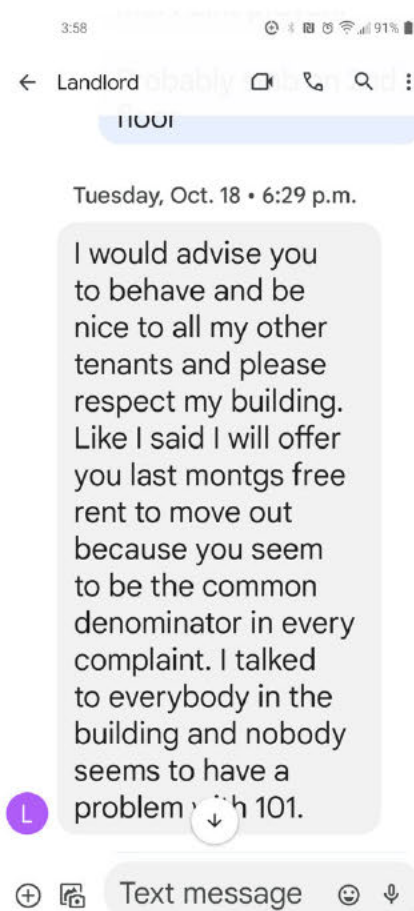 3:58 91%
Landlord
floor
Tuesday, Oct. 18 • 6:29 p.m.
I would advise you
to behave and be
nice to all my other
tenants and please
respect my building.
Like I said I will offer
you last montgs free
rent to move out
because you seem
to be the common
denominator in every
complaint. I talked
to everybody in the
building and nobody
seems to have a
problem 101.
L
Text message